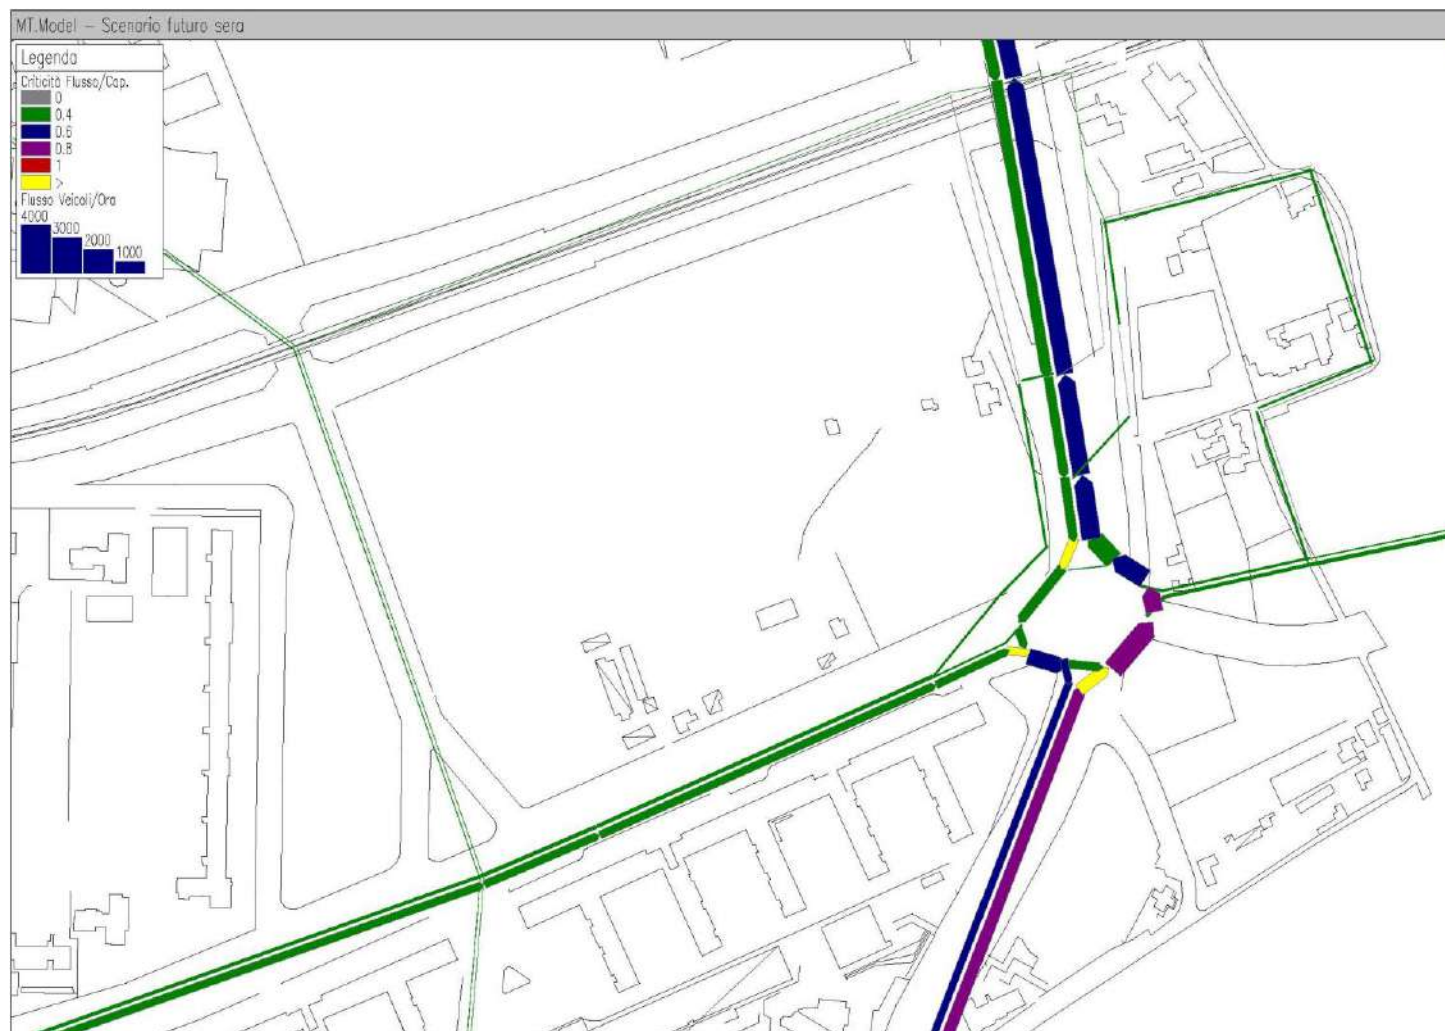 MT.Model - Scenario futuro sera
Legenda
Criticità Flusso/Cap.
0
0.4
0.6
0.8
1
>
Flusso Veicoli/Ora
4000
3000
2000
1000